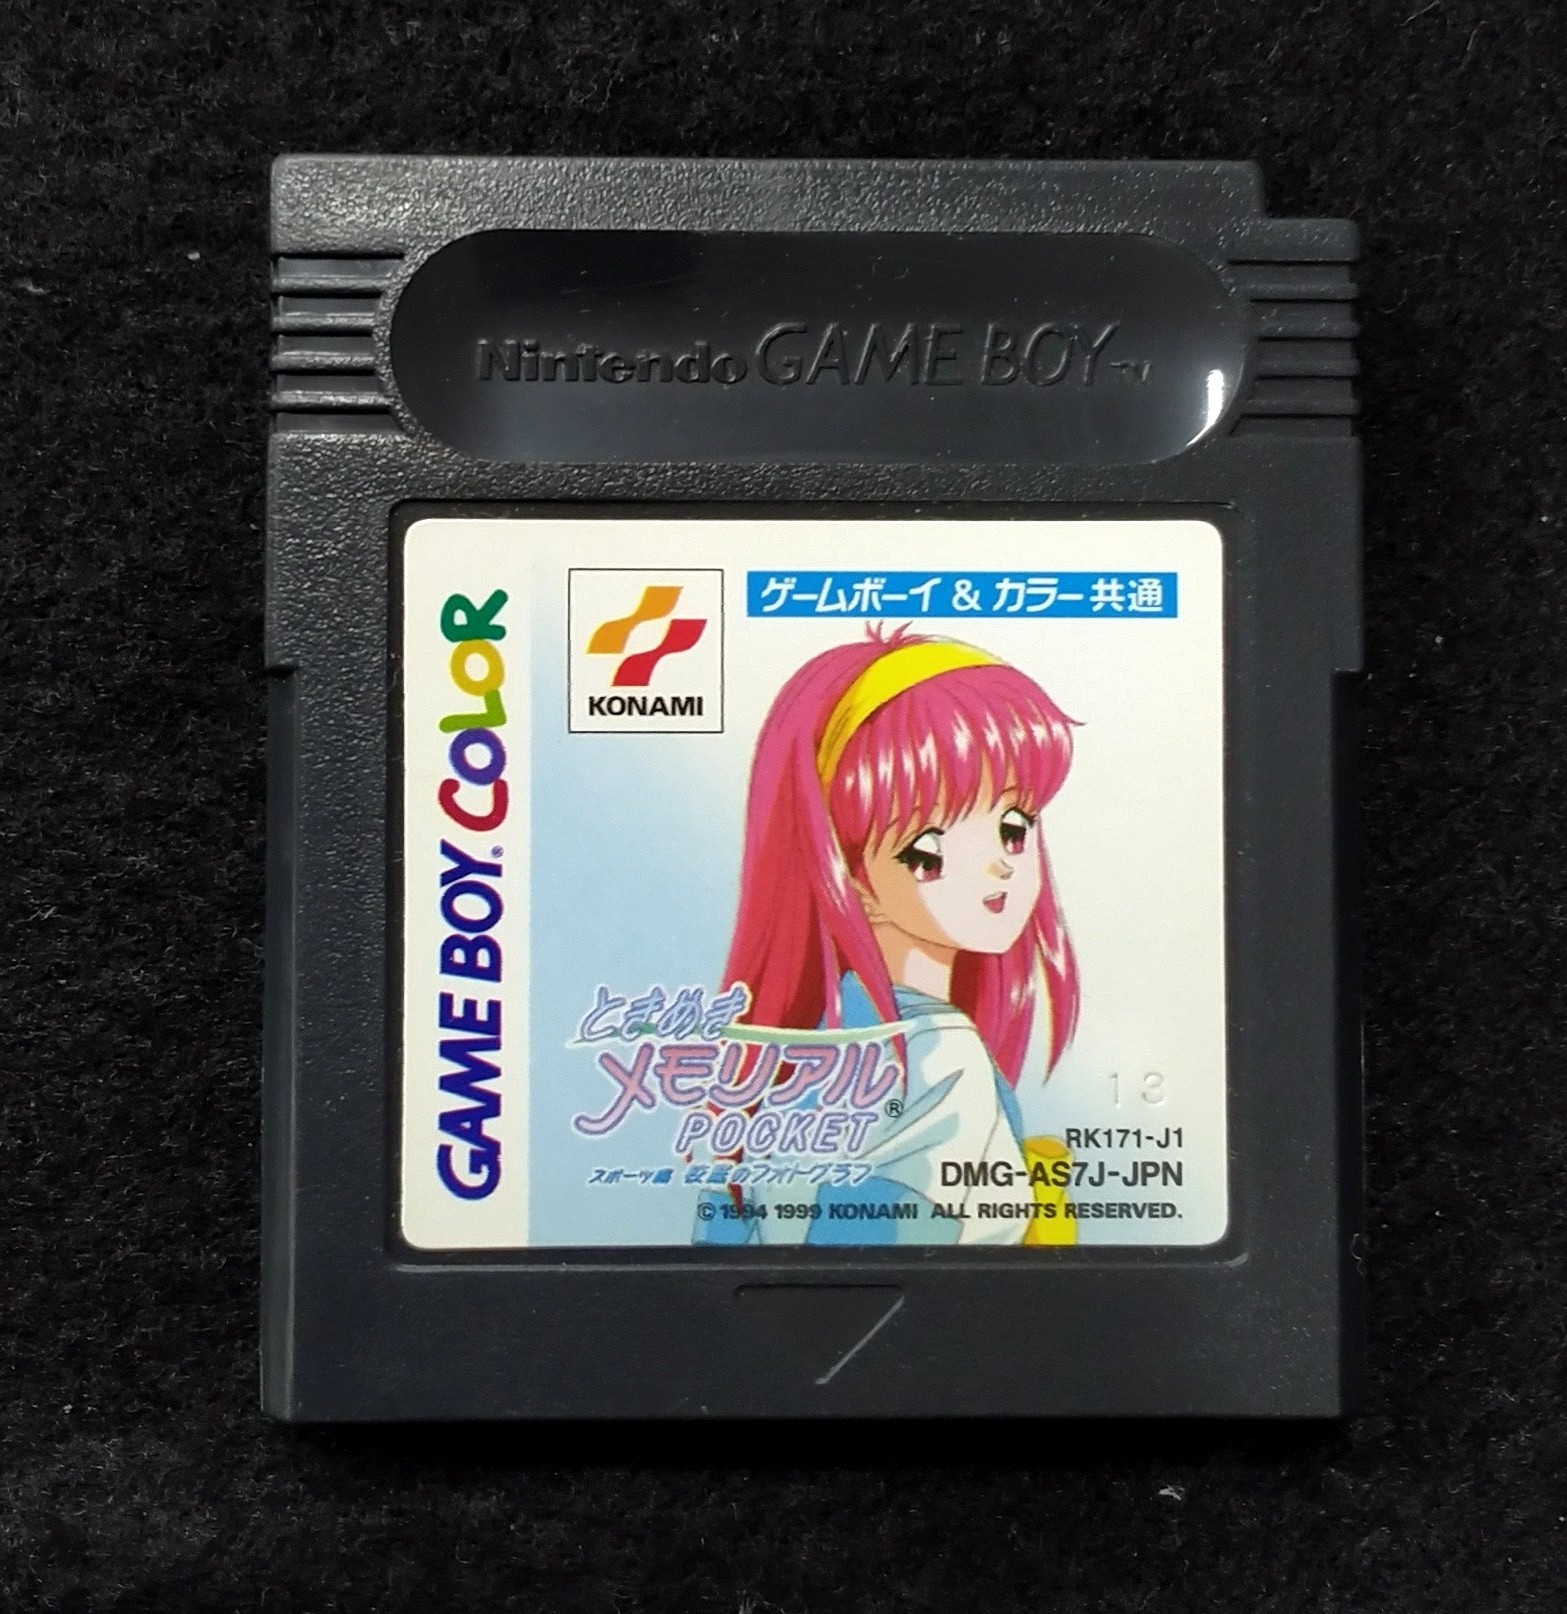 Nintendo GAME BOY™
GAME BOY® COLOR
KONAMI
ゲームボーイ & カラー共通
ときめき
メモリアル®
POCKET
スポーツ編 校庭のフォトグラフ
13
RK171-J1
DMG-AS7J-JPN
© 1994 1999 KONAMI ALL RIGHTS RESERVED.